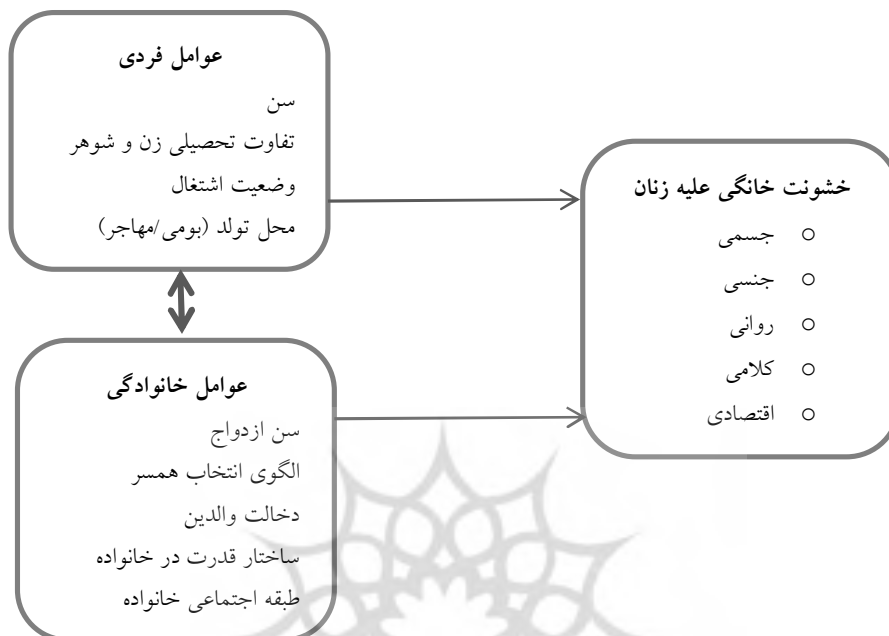 عوامل فردی
سن
تفاوت تحصیلی زن و شوهر
وضعیت اشتغال
محل تولد (بومی/مهاجر)
خشونت خانگی علیه زنان
○ جسمی
○ جنسی
○ روانی
○ کلامی
○ اقتصادی
عوامل خانوادگی
سن ازدواج
الگوی انتخاب همسر
دخالت والدین
ساختار قدرت در خانواده
طبقه اجتماعی خانواده